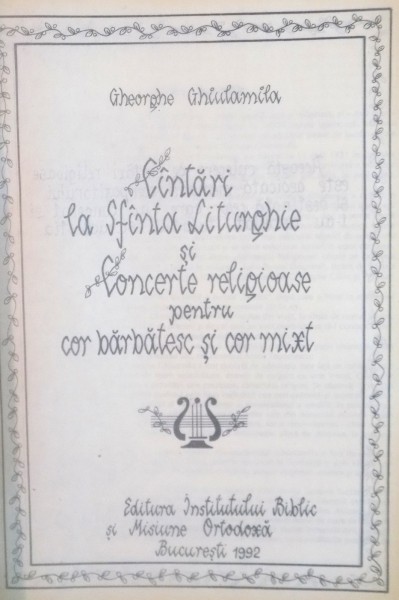 Gheorghe Ghiulamila
Cîntări
la Sfînta Liturghie
și
Concerte religioase
pentru
cor bărbătesc și cor mixt
Editura Institutului Biblic
și Misiune Ortodoxă
București 1992